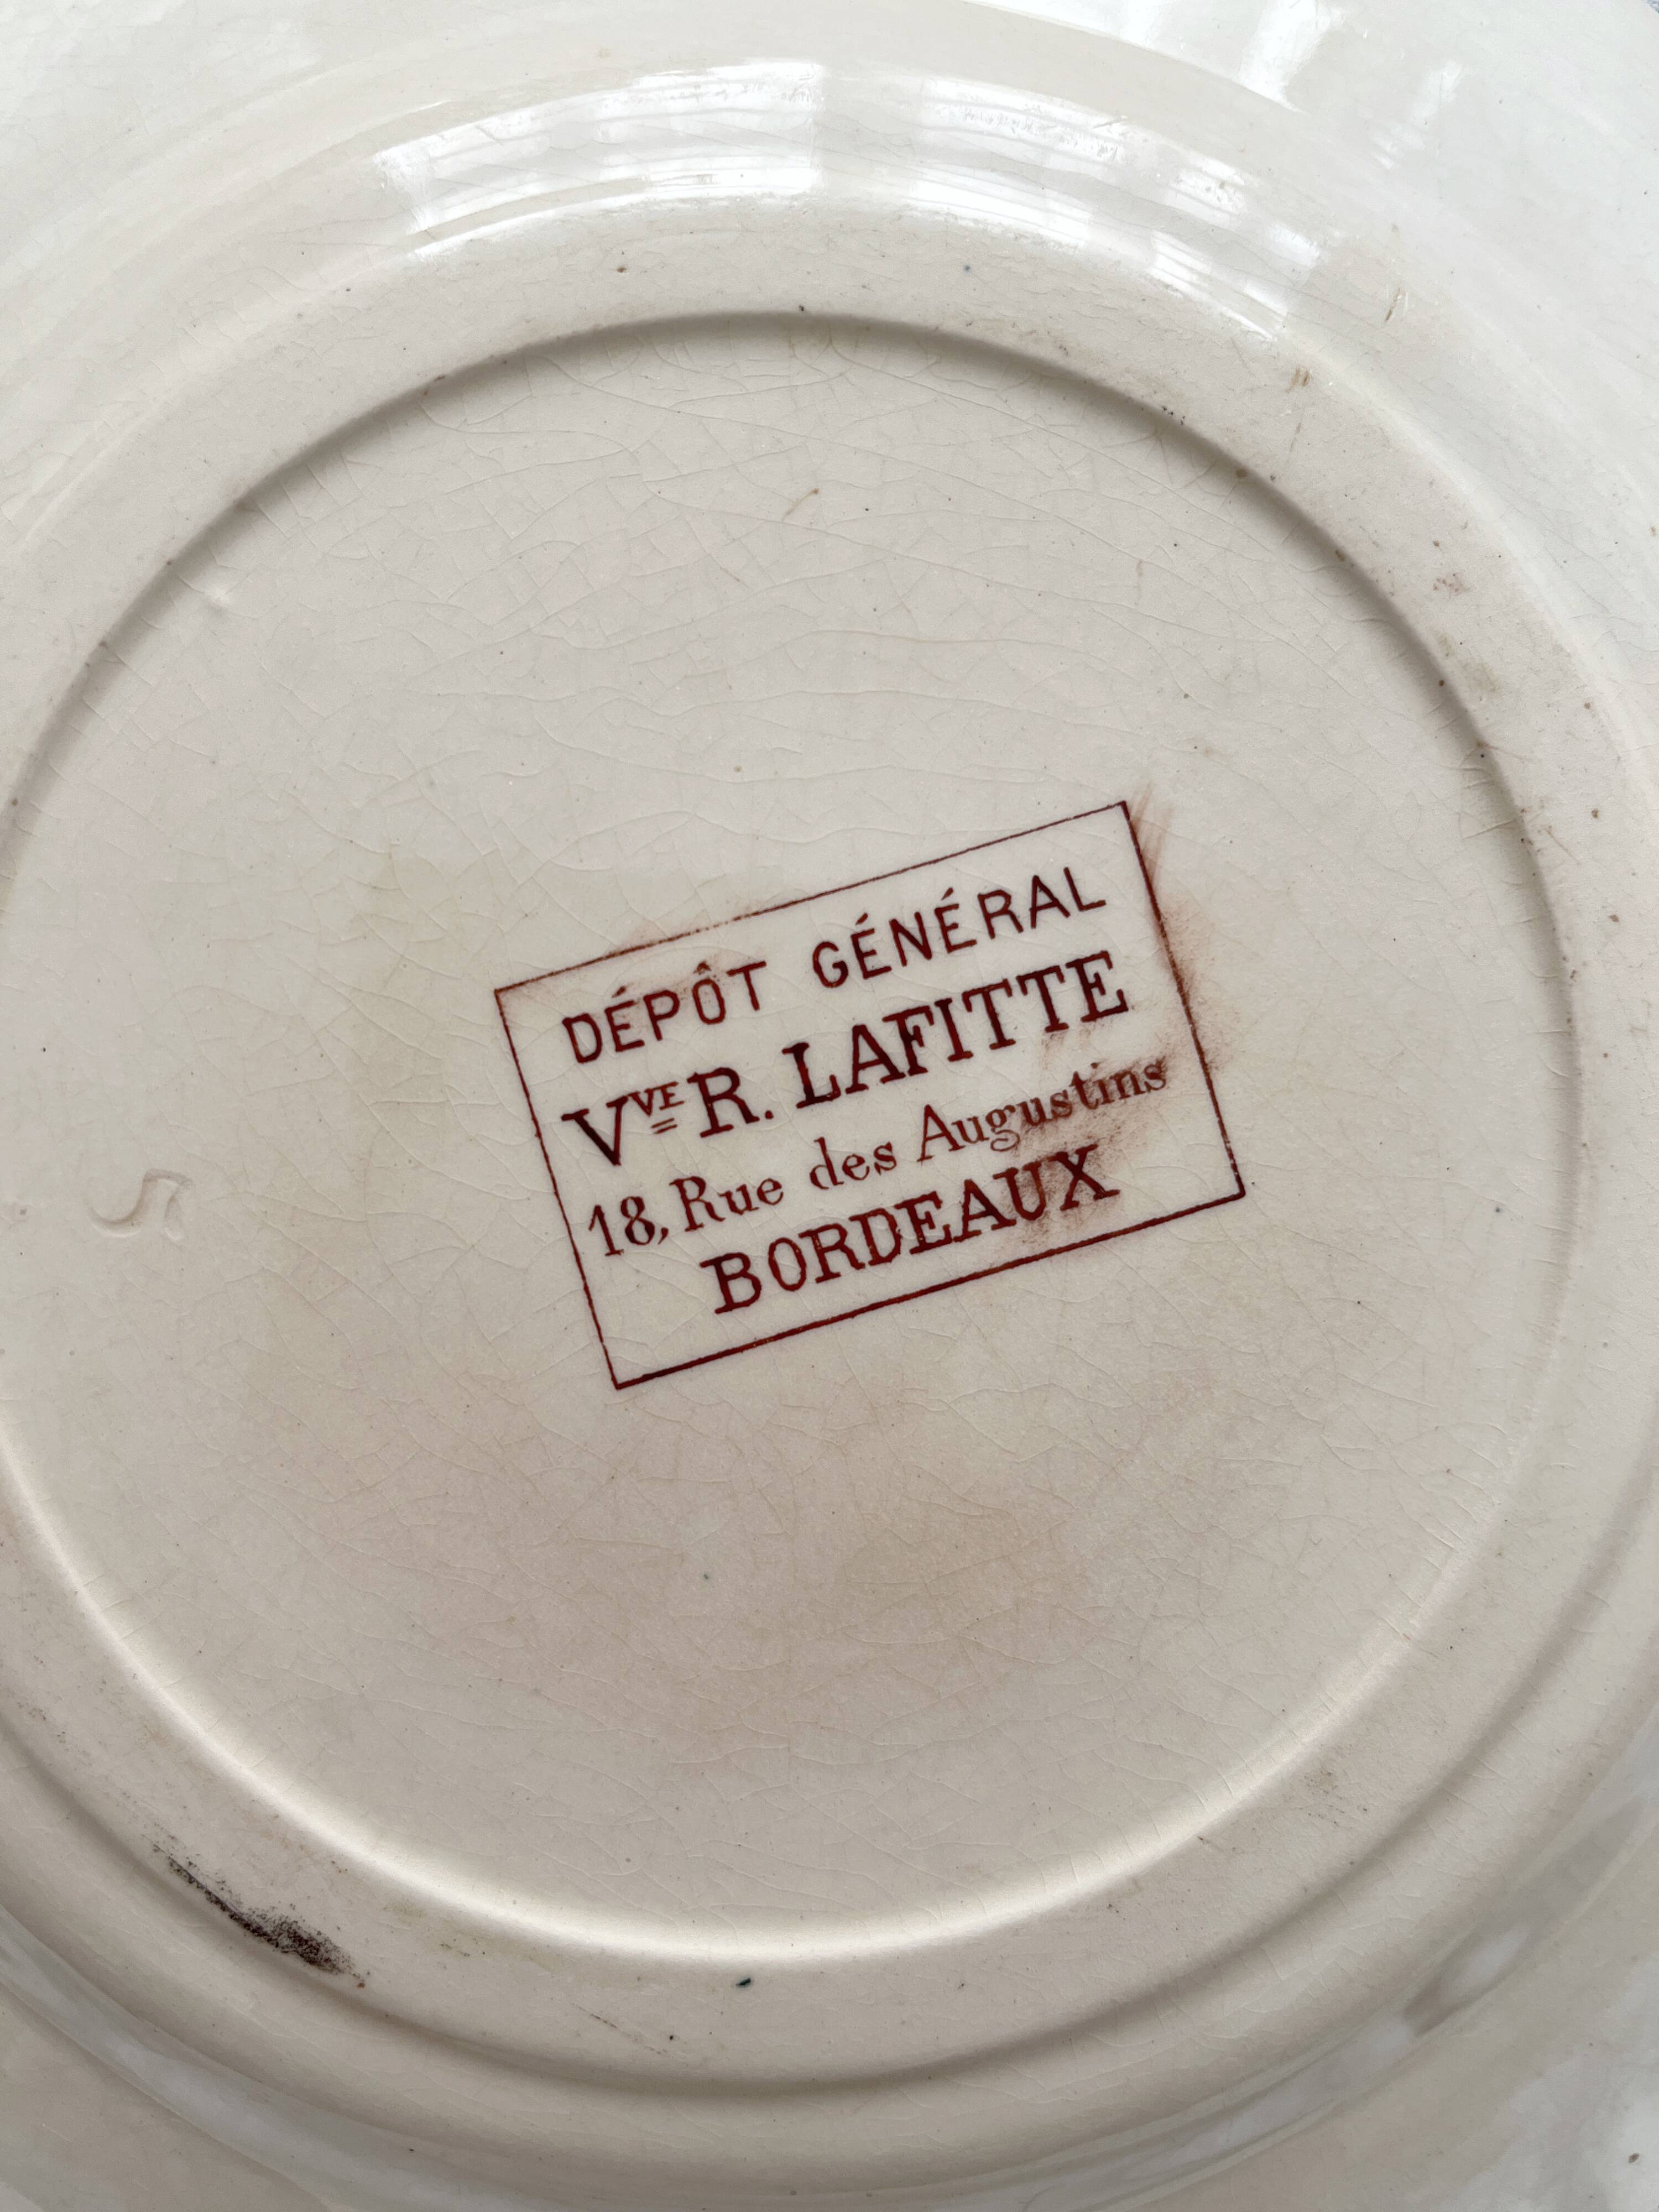 DÉPÔT GÉNÉRAL
VVE R. LAFITTE
18, Rue des Augustins
BORDEAUX